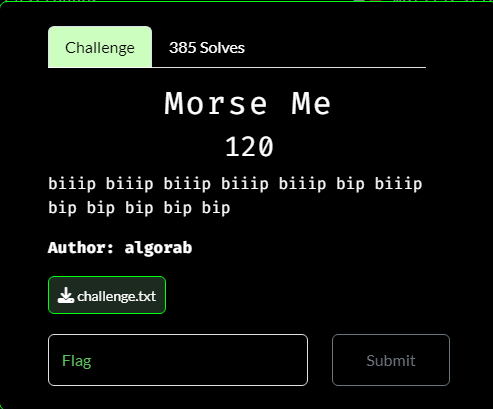 Challenge
385 Solves
Morse Me
120
biiip biiip biiip biiip biiip bip biiip
bip bip bip bip bip
Author: algorab
challenge.txt
Flag
Submit